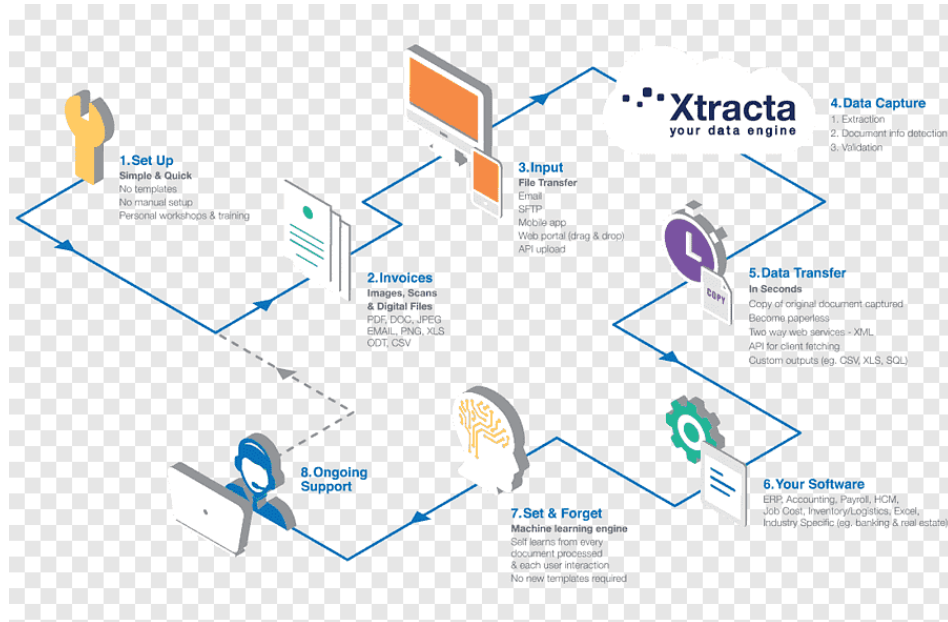 Xtracta
your data engine
1.Set Up
Simple & Quick
No templates
No manual setup
Personal workshops & training
2.Invoices
Images, Scans
& Digital Files
PDF, DOC, JPEG
EMAIL, PNG, XLS
ODT, CSV
3.Input
File Transfer
Email
SFTP
Mobile app
Web portal (drag & drop)
API upload
4.Data Capture
1. Extraction
2. Document info detection
3. Validation
COPY
5.Data Transfer
In Seconds
Copy of original document captured
Become paperless
Two way web services - XML
API for client fetching
Custom outputs (eg. CSV, XLS, SQL)
6.Your Software
ERP, Accounting, Payroll, HCM,
Job Cost, Inventory/Logistics, Excel,
Industry Specific (eg. banking & real estate)
7.Set & Forget
Machine learning engine
Self learns from every
document processed
& each user interaction
No new templates required
8.Ongoing
Support